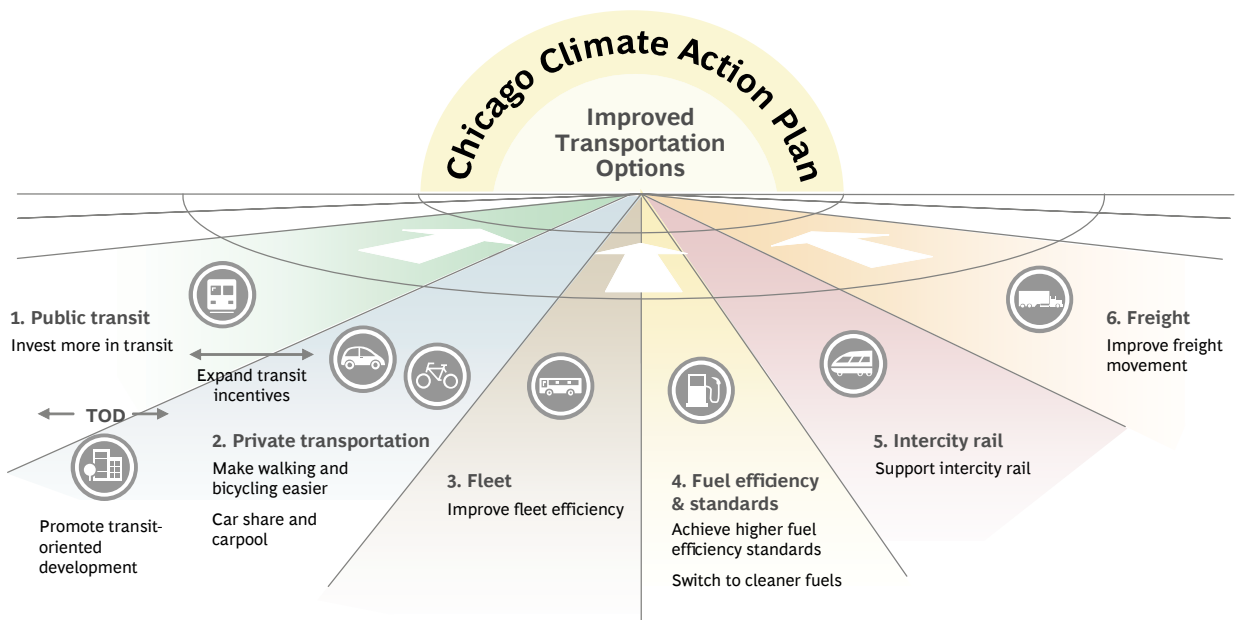 Chicago Climate Action Plan
Improved
Transportation
Options
1. Public transit
Invest more in transit
Expand transit
incentives
TOD
Promote transit-
oriented
development
2. Private transportation
Make walking and
bicycling easier
Car share and
carpool
3. Fleet
Improve fleet efficiency
4. Fuel efficiency
& standards
Achieve higher fuel
efficiency standards
Switch to cleaner fuels
5. Intercity rail
Support intercity rail
6. Freight
Improve freight
movement